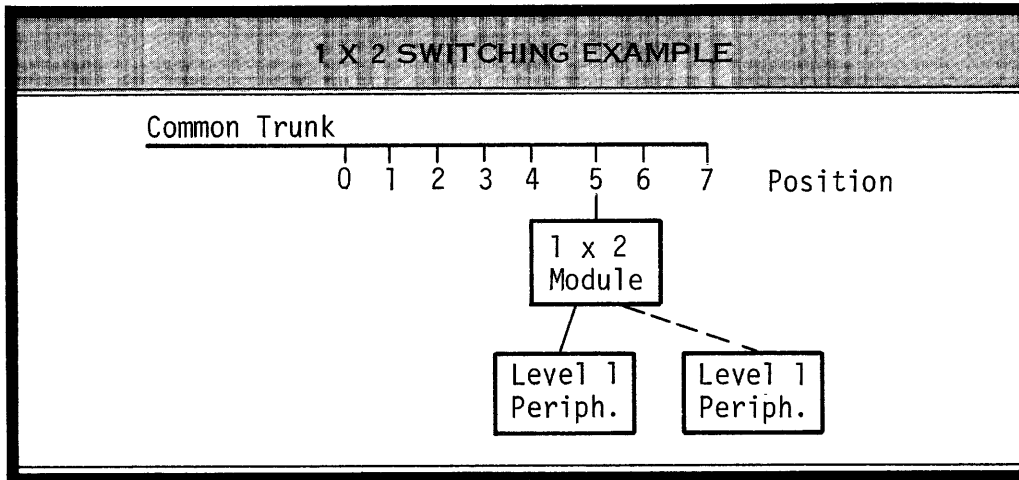 1 X 2 SWITCHING EXAMPLE
Common Trunk
0 1 2 3 4 5 6 7 Position
1 x 2
Module
Level 1
Periph.
Level 1
Periph.